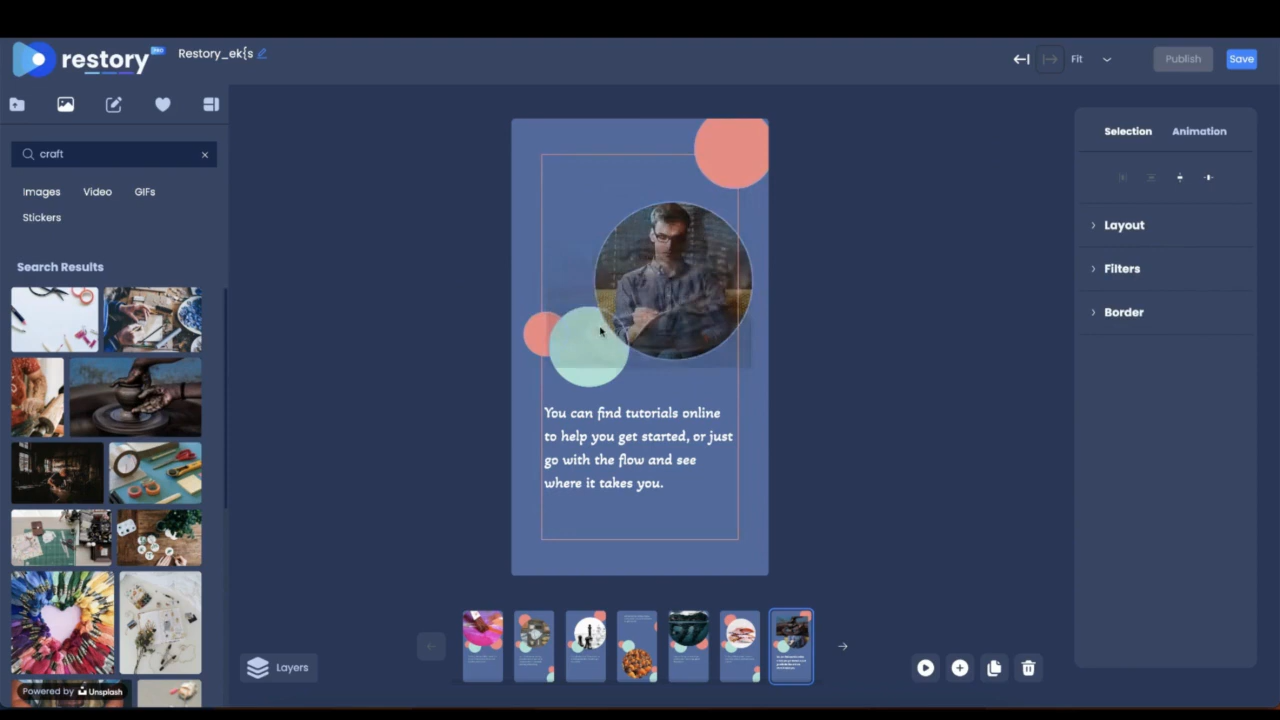 restory PRO
Restory_ek{s
Fit
Publish
Save
craft
Images
Video
GIFs
Stickers
Search Results
Powered by Unsplash
You can find tutorials online
to help you get started, or just
go with the flow and see
where it takes you.
Layers
Selection
Animation
Layout
Filters
Border